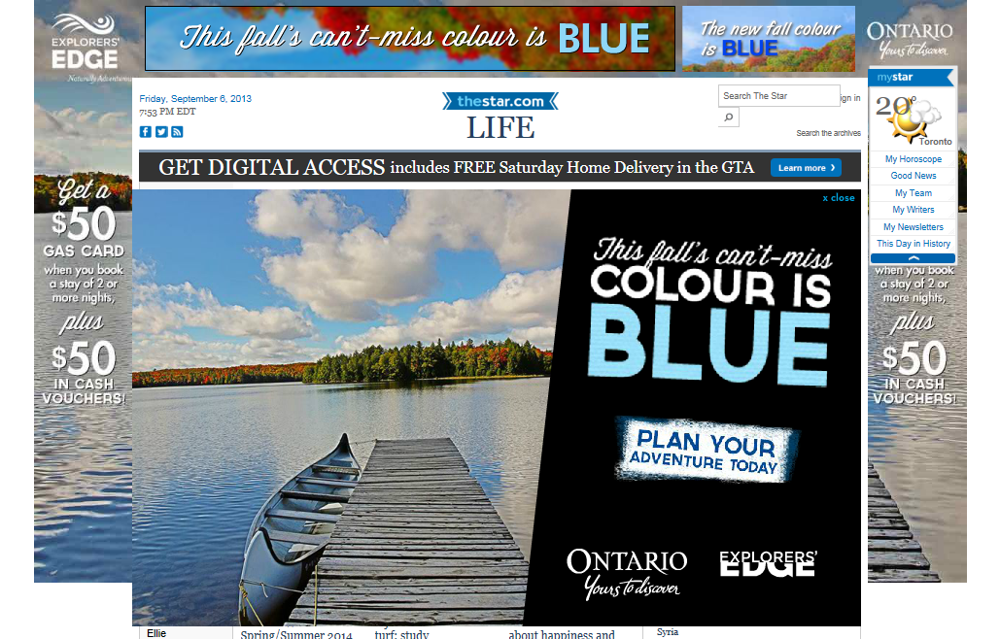 EXPLORERS'
EDGE
Naturally Adventurous
This fall's can't-miss colour is BLUE
The new fall colour
is BLUE
ONTARIO
Yours to discover
Friday, September 6, 2013
7:53 PM EDT
thestar.com
LIFE
Search The Star
ign in
Search the archives
mystar
20°
Toronto
My Horoscope
Good News
My Team
My Writers
My Newsletters
This Day in History
GET DIGITAL ACCESS includes FREE Saturday Home Delivery in the GTA
Learn more
Get a
$50
GAS CARD
when you book
a stay of 2 or
more nights,
plus
$50
IN CASH
VOUCHERS!
x close
This fall's can't-miss
COLOUR IS
BLUE
PLAN YOUR
ADVENTURE TODAY
ONTARIO
Yours to discover
EXPLORERS'
EDGE
when you book
a stay of 2 or
more nights,
plus
$50
IN CASH
VOUCHERS!
Ellie
Spring/Summer 2014
turf: study
about happiness and
Syria